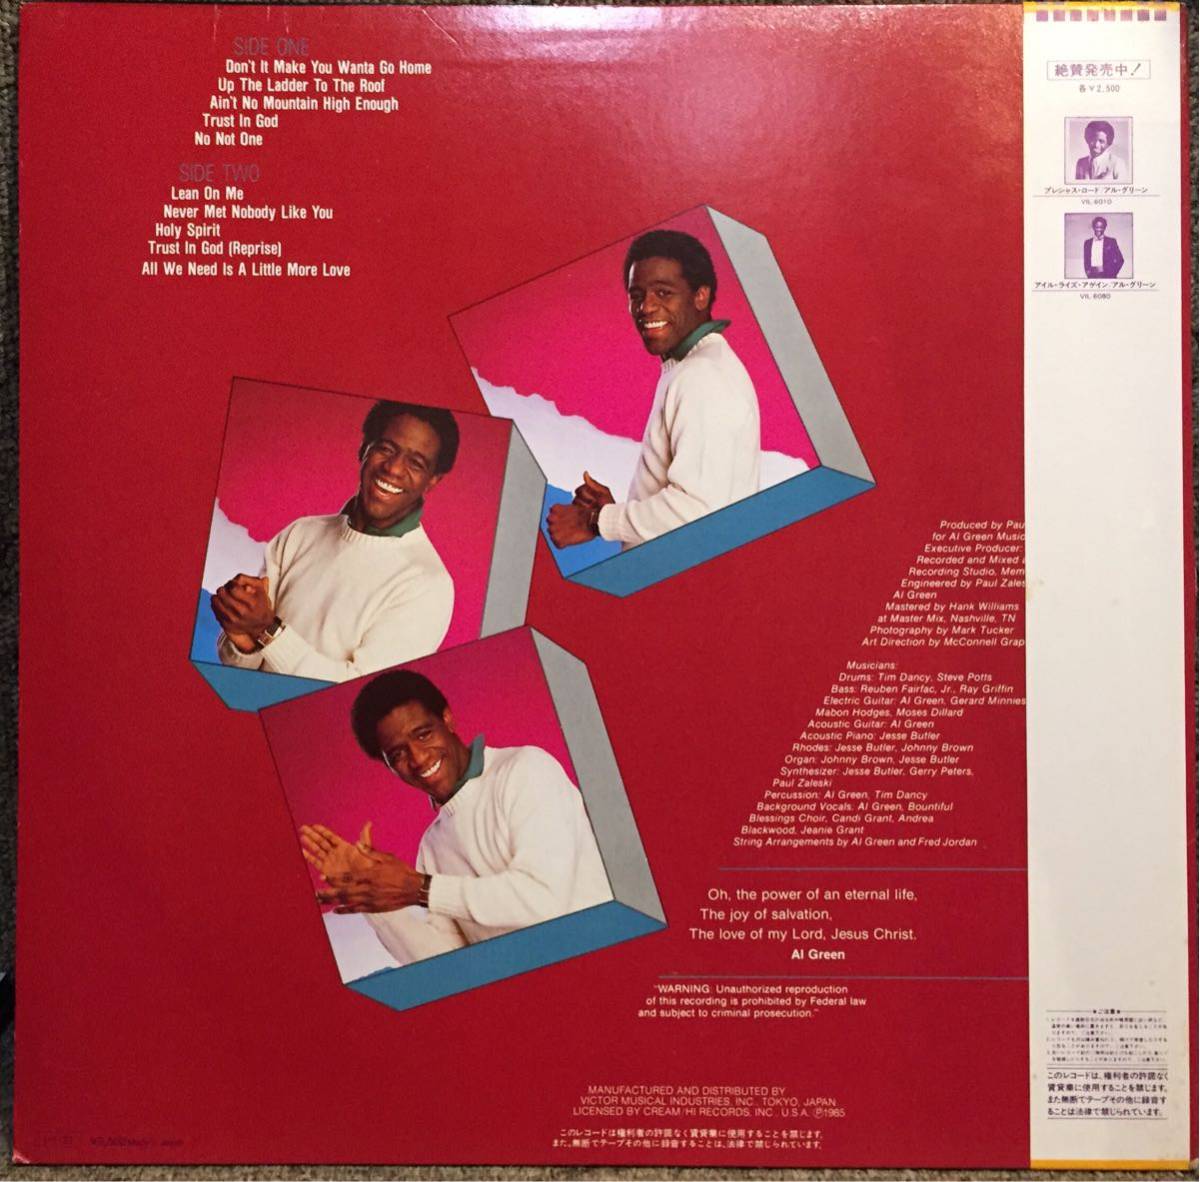 SIDE ONE
Don't It Make You Wanta Go Home
Up The Ladder To The Roof
Ain't No Mountain High Enough
Trust In God
No Not One
SIDE TWO
Lean On Me
Never Met Nobody Like You
Holy Spirit
Trust In God (Reprise)
All We Need Is A Little More Love
絶賛発売中!
各¥2,500
プレシャス・ロード/アル・グリーン
VIL 6010
アイル・ライズ・アゲイン/アル・グリーン
VIL 6080
Produced by Pau
for Al Green Music
Executive Producer:
Recorded and Mixed
Recording Studio, Mem
Engineered by Paul Zales
Al Green
Mastered by Hank Williams
at Master Mix, Nashville, TN
Photography by Mark Tucker
Art Direction by McConnell Grap
Musicians:
Drums: Tim Dancy, Steve Potts
Bass: Reuben Fairfac, Jr., Ray Griffin
Electric Guitar: Al Green, Gerard Minnies
Mabon Hodges, Moses Dillard
Acoustic Guitar: Al Green
Acoustic Piano: Jesse Butler
Rhodes: Jesse Butler, Johnny Brown
Organ: Johnny Brown, Jesse Butler
Synthesizer: Jesse Butler, Gerry Peters,
Paul Zaleski
Percussion: Al Green, Tim Dancy
Background Vocals: Al Green, Bountiful
Blessings Choir, Candi Grant, Andrea
Blackwood, Jeanie Grant
String Arrangements by Al Green and Fred Jordan
Oh, the power of an eternal life,
The joy of salvation,
The love of my Lord, Jesus Christ.
Al Green
"WARNING: Unauthorized reproduction
of this recording is prohibited by Federal law
and subject to criminal prosecution."
MANUFACTURED AND DISTRIBUTED BY
VICTOR MUSICAL INDUSTRIES, INC., TOKYO, JAPAN
LICENSED BY CREAM/HI RECORDS, INC., U.S.A. ℗1985
このレコードは権利者の許諾なく賃貸業に使用することを禁じます。
また、無断でテープその他に録音することは、法律で禁じられています。
★ご注意★
このレコードは、権利者の許諾なく
賃貸業に使用することを禁じます。
また無断でテープその他に録音す
ることは法律で禁じられています。